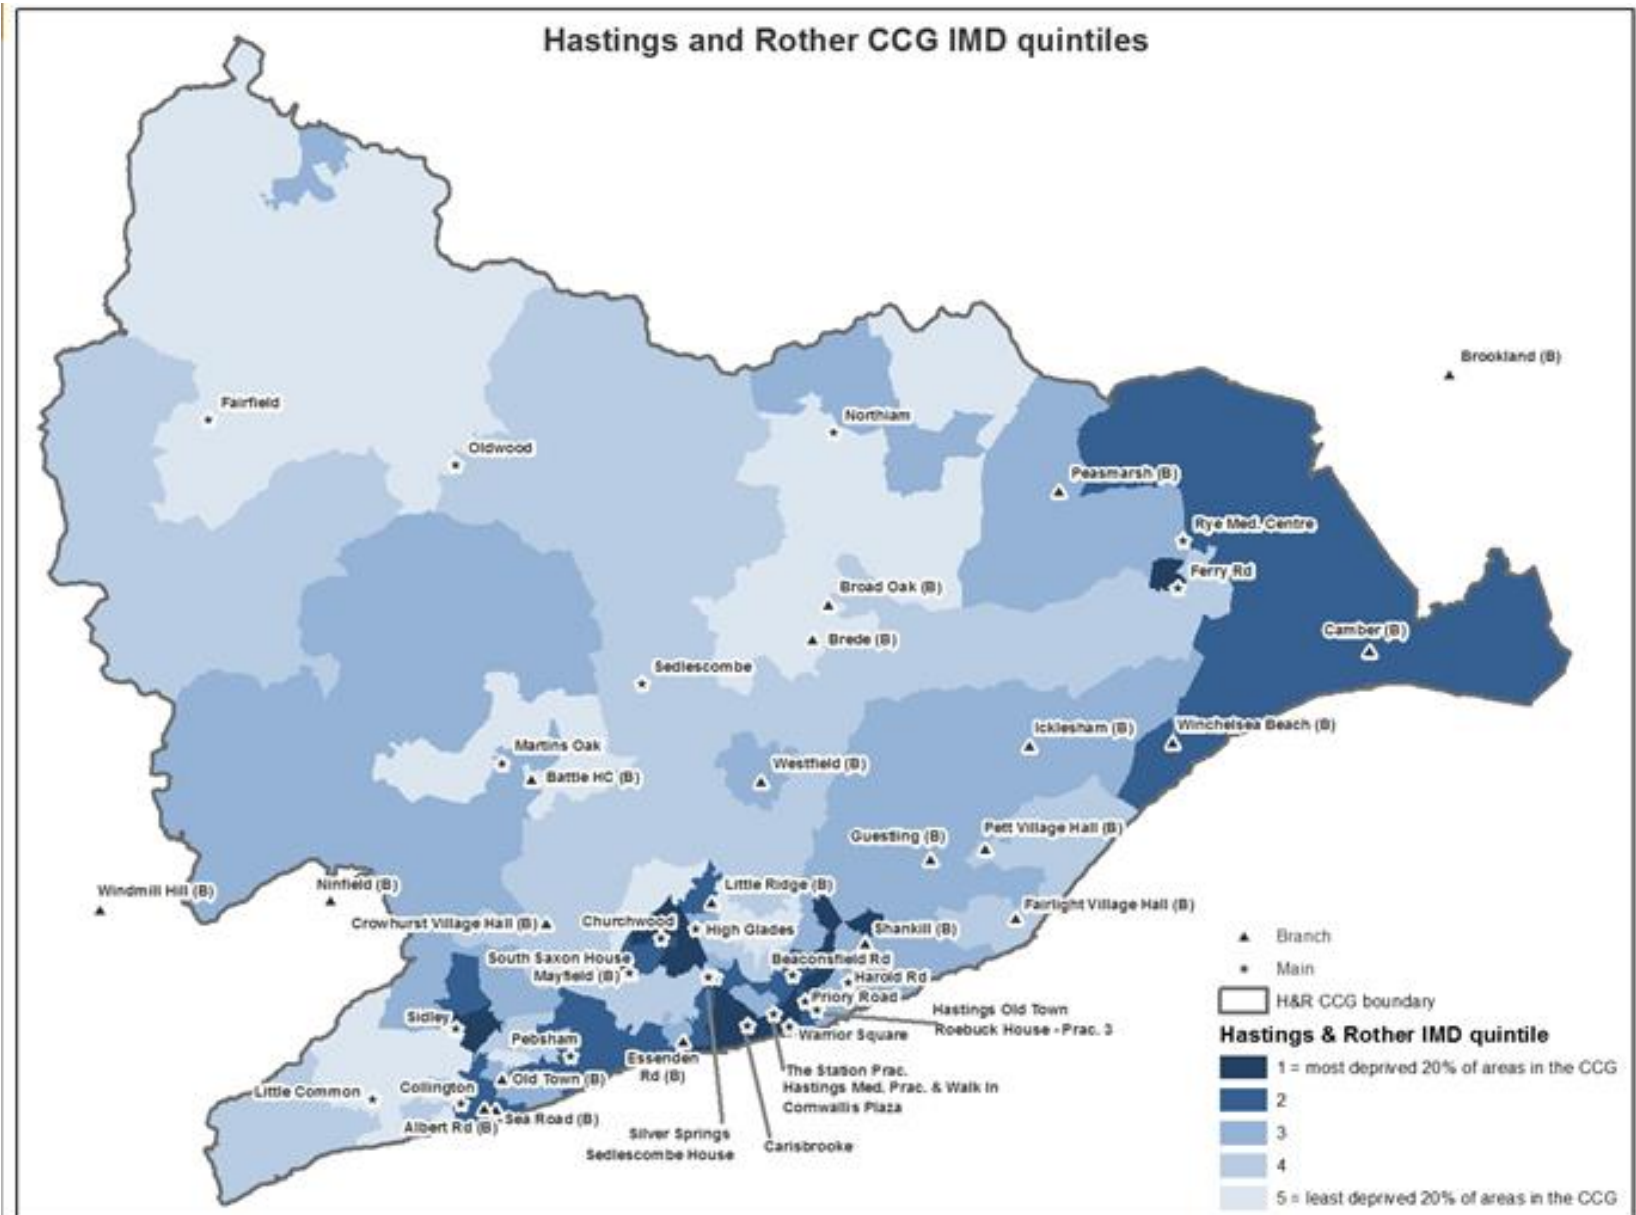 Hastings and Rother CCG IMD quintiles
Brookland (B)
Fairfield
Northiam
Oldwood
Peasmarsh (B)
Rye Med. Centre
Ferry Rd
Broad Oak (B)
Camber (B)
Brede (B)
Sedlescombe
Icklesham (B)
Winchelsea Beach (B)
Martins Oak
Westfield (B)
Battle HC (B)
Guestling (B)
Pett Village Hall (B)
Windmill Hill (B)
Ninfield (B)
Little Ridge (B)
Fairlight Village Hall (B)
Crowhurst Village Hall (B)
Churchwood
High Glades
Shankill (B)
South Saxon House
Mayfield (B)
Beaconsfield Rd
Harold Rd
Priory Road
Hastings Old Town
Roebuck House - Prac. 3
Sidley
Pebsham
Warrior Square
Essenden
Rd (B)
The Station Prac.
Hastings Med. Prac. & Walk In
Cornwallis Plaza
Little Common
Collington
Old Town (B)
Albert Rd (B)
Sea Road (B)
Silver Springs
Sedlescombe House
Carisbrooke
Branch
Main
H&R CCG boundary
Hastings & Rother IMD quintile
1 = most deprived 20% of areas in the CCG
2
3
4
5 = least deprived 20% of areas in the CCG